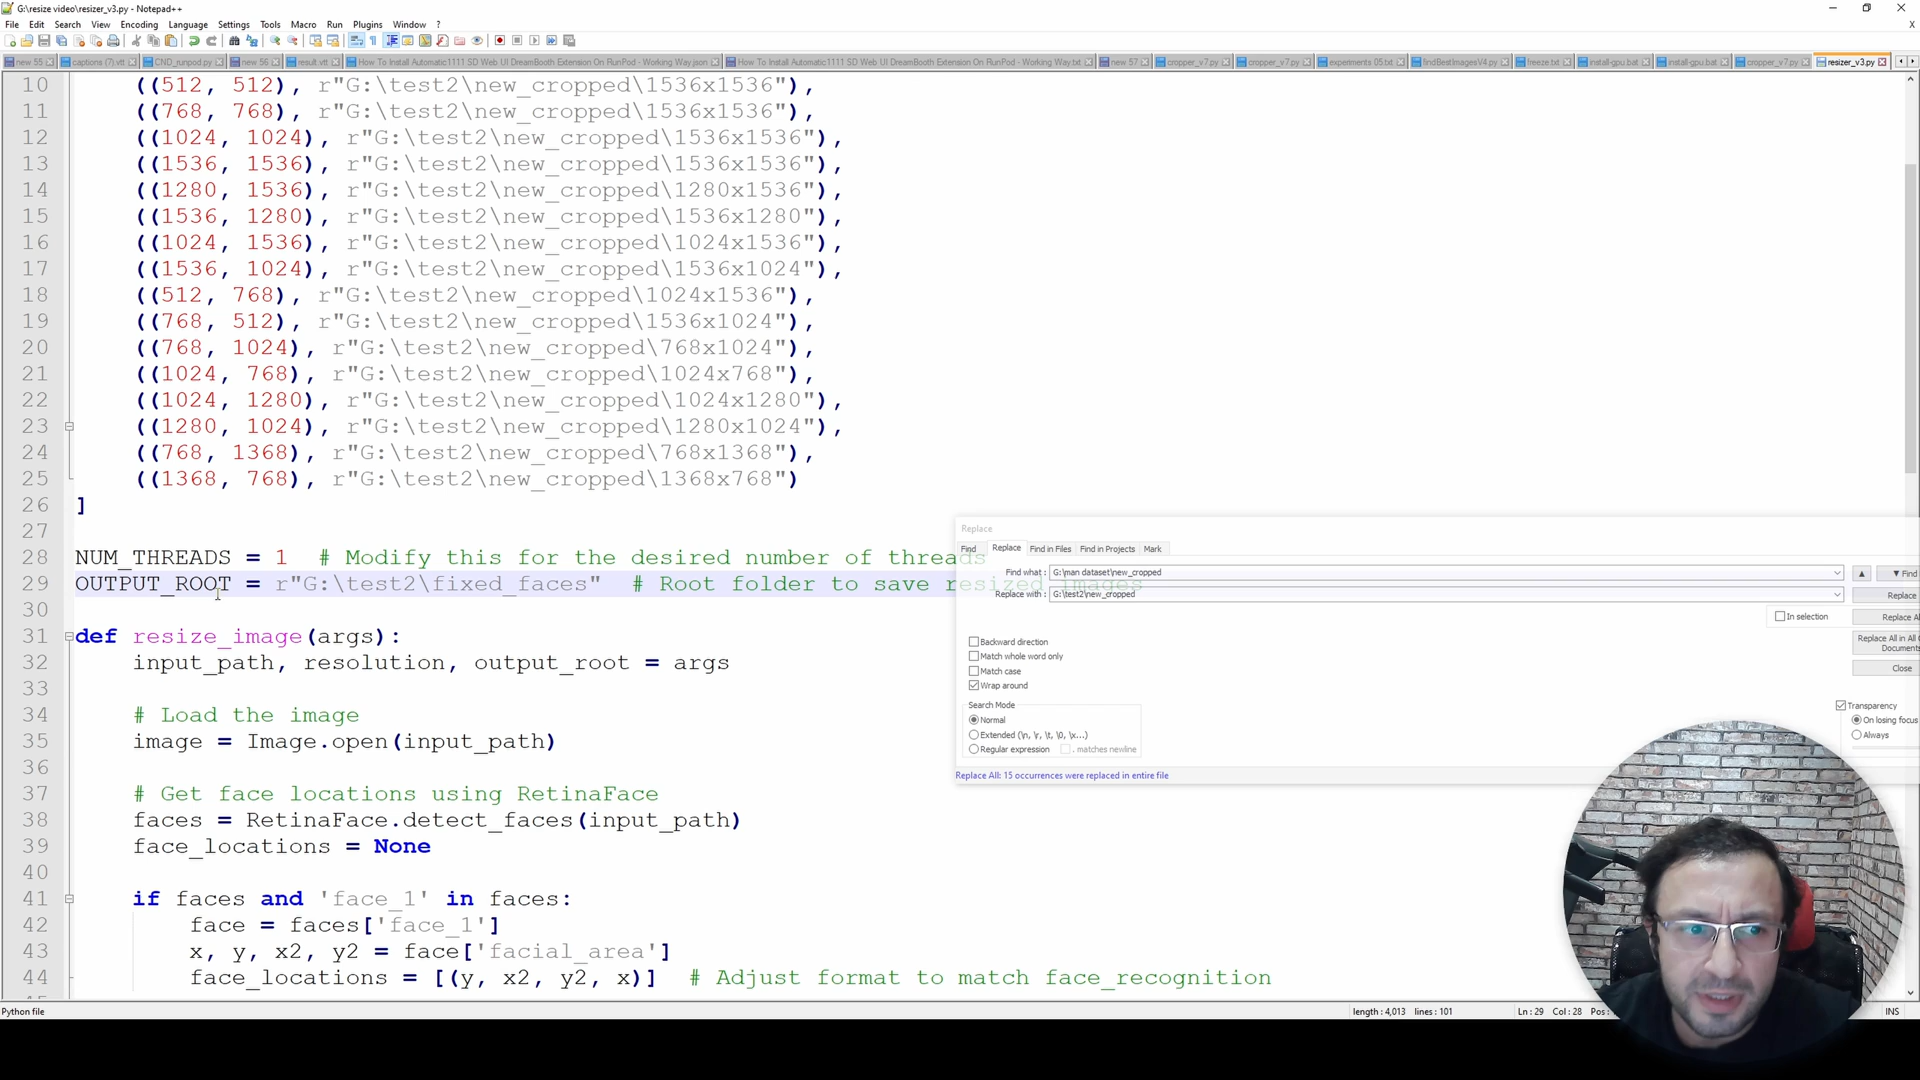 G:\resize video\resizer_v3.py - Notepad++
File Edit Search View Encoding Language Settings Tools Macro Run Plugins Window ?
new 55 captions (7).vtt CND_runpod.py new 56 result.vtt How To Install Automatic1111 SD Web UI DreamBooth Extension On RunPod - Working Way.json How To Install Automatic1111 SD Web UI DreamBooth Extension On RunPod - Working Way.txt new 57 cropper_v7.py cropper_v7.py experiments 05.txt findBestImagesV4.py freeze.txt install-gpu.bat install-gpu.bat cropper_v7.py resizer_v3.py
10 ((512, 512), r"G:\test2\new_cropped\1536x1536"),
11 ((768, 768), r"G:\test2\new_cropped\1536x1536"),
12 ((1024, 1024), r"G:\test2\new_cropped\1536x1536"),
13 ((1536, 1536), r"G:\test2\new_cropped\1536x1536"),
14 ((1280, 1536), r"G:\test2\new_cropped\1280x1536"),
15 ((1536, 1280), r"G:\test2\new_cropped\1536x1280"),
16 ((1024, 1536), r"G:\test2\new_cropped\1024x1536"),
17 ((1536, 1024), r"G:\test2\new_cropped\1536x1024"),
18 ((512, 768), r"G:\test2\new_cropped\1024x1536"),
19 ((768, 512), r"G:\test2\new_cropped\1536x1024"),
20 ((768, 1024), r"G:\test2\new_cropped\768x1024"),
21 ((1024, 768), r"G:\test2\new_cropped\1024x768"),
22 ((1024, 1280), r"G:\test2\new_cropped\1024x1280"),
23 ((1280, 1024), r"G:\test2\new_cropped\1280x1024"),
24 ((768, 1368), r"G:\test2\new_cropped\768x1368"),
25 ((1368, 768), r"G:\test2\new_cropped\1368x768")
26 ]
27
28 NUM_THREADS = 1 # Modify this for the desired number of threads
29 OUTPUT_ROOT = r"G:\test2\fixed_faces" # Root folder to save resized images
30
31 def resize_image(args):
32 input_path, resolution, output_root = args
33
34 # Load the image
35 image = Image.open(input_path)
36
37 # Get face locations using RetinaFace
38 faces = RetinaFace.detect_faces(input_path)
39 face_locations = None
40
41 if faces and 'face_1' in faces:
42 face = faces['face_1']
43 x, y, x2, y2 = face['facial_area']
44 face_locations = [(y, x2, y2, x)] # Adjust format to match face_recognition
Replace
Find Replace Find in Files Find in Projects Mark
Find what : G:\man dataset\new_cropped ▲ ▼ Find
Replace with : G:\test2\new_cropped Replace
In selection Replace Al
Backward direction Replace All in All
Match whole word only Documents
Match case Close
Wrap around
Search Mode Transparency
Normal On losing focus
Extended (\n, \r, \t, \0, \x...) Always
Regular expression . matches newline
Replace All: 15 occurrences were replaced in entire file
Python file length : 4,013 lines : 101 Ln : 29 Col : 28 Pos : INS